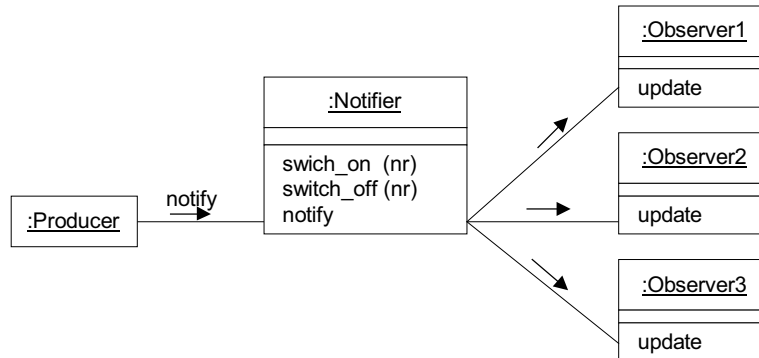 :Observer1
update
:Notifier
swich_on (nr)
switch_off (nr)
notify
:Observer2
update
notify
:Producer
:Observer3
update